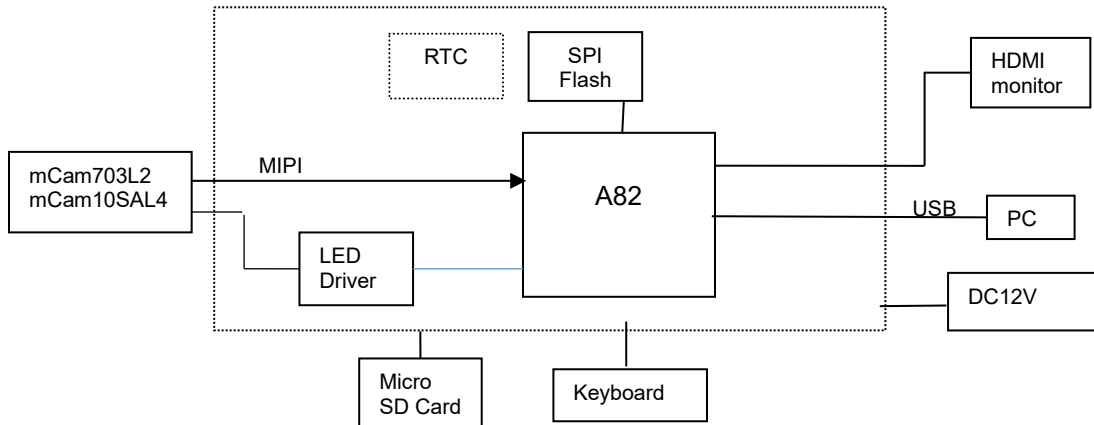 RTC
SPI
Flash
HDMI
monitor
mCam703L2
mCam10SAL4
MIPI
A82
USB
PC
LED
Driver
DC12V
Micro
SD Card
Keyboard